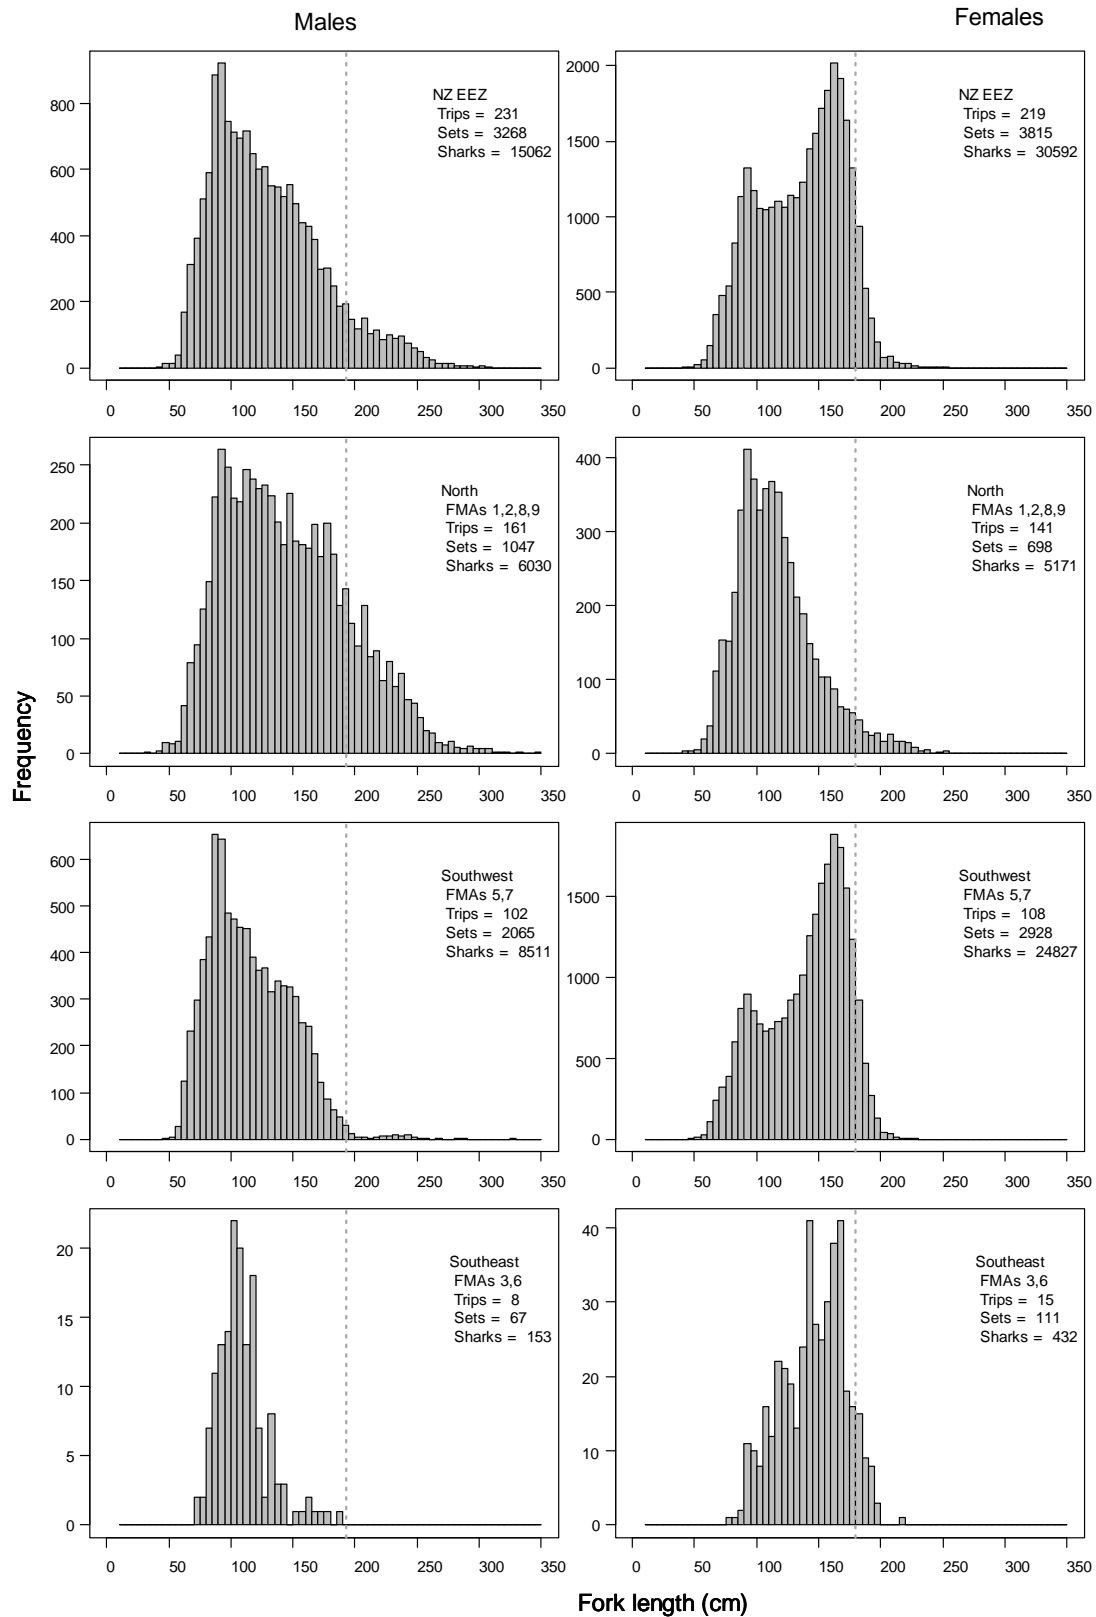 Males
Females
NZ EEZ
Trips = 231
Sets = 3268
Sharks = 15062
800
600
400
200
0
0 50 100 150 200 250 300 350
NZ EEZ
Trips = 219
Sets = 3815
Sharks = 30592
2000
1500
1000
500
0
0 50 100 150 200 250 300 350
North
FMAs 1,2,8,9
Trips = 161
Sets = 1047
Sharks = 6030
250
200
150
100
50
0
0 50 100 150 200 250 300 350
North
FMAs 1,2,8,9
Trips = 141
Sets = 698
Sharks = 5171
400
300
200
100
0
0 50 100 150 200 250 300 350
Frequency
Southwest
FMAs 5,7
Trips = 102
Sets = 2065
Sharks = 8511
600
500
400
300
200
100
0
0 50 100 150 200 250 300 350
Southwest
FMAs 5,7
Trips = 108
Sets = 2928
Sharks = 24827
1500
1000
500
0
0 50 100 150 200 250 300 350
Southeast
FMAs 3,6
Trips = 8
Sets = 67
Sharks = 153
20
15
10
5
0
0 50 100 150 200 250 300 350
Southeast
FMAs 3,6
Trips = 15
Sets = 111
Sharks = 432
40
30
20
10
0
0 50 100 150 200 250 300 350
Fork length (cm)